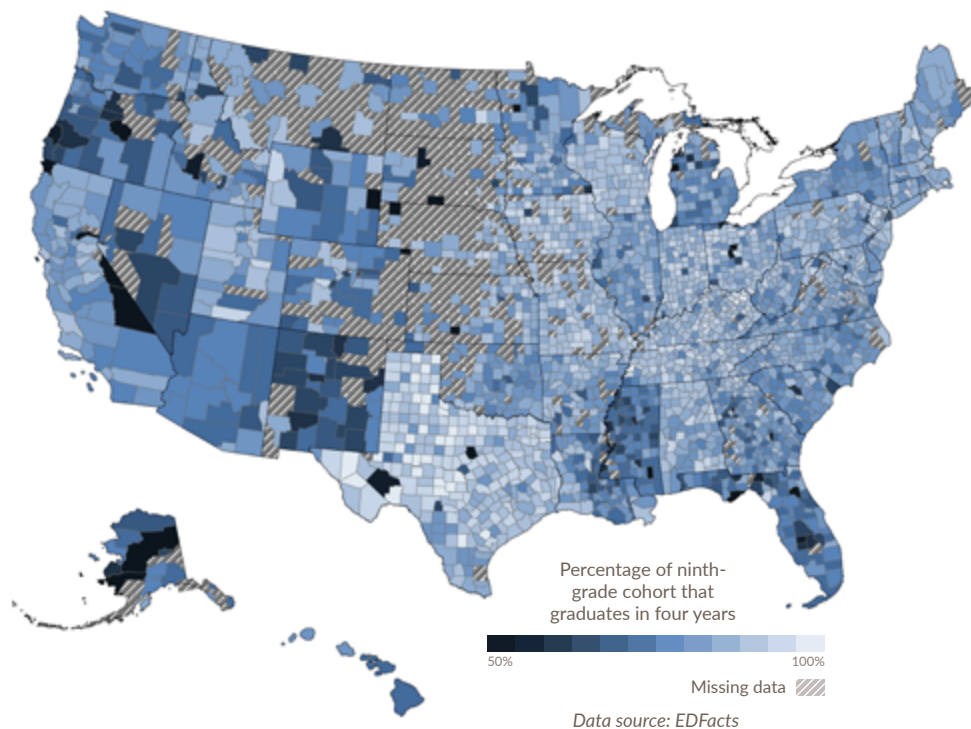 Percentage of ninth-
grade cohort that
graduates in four years
50% 100%
Missing data
Data source: EDFacts